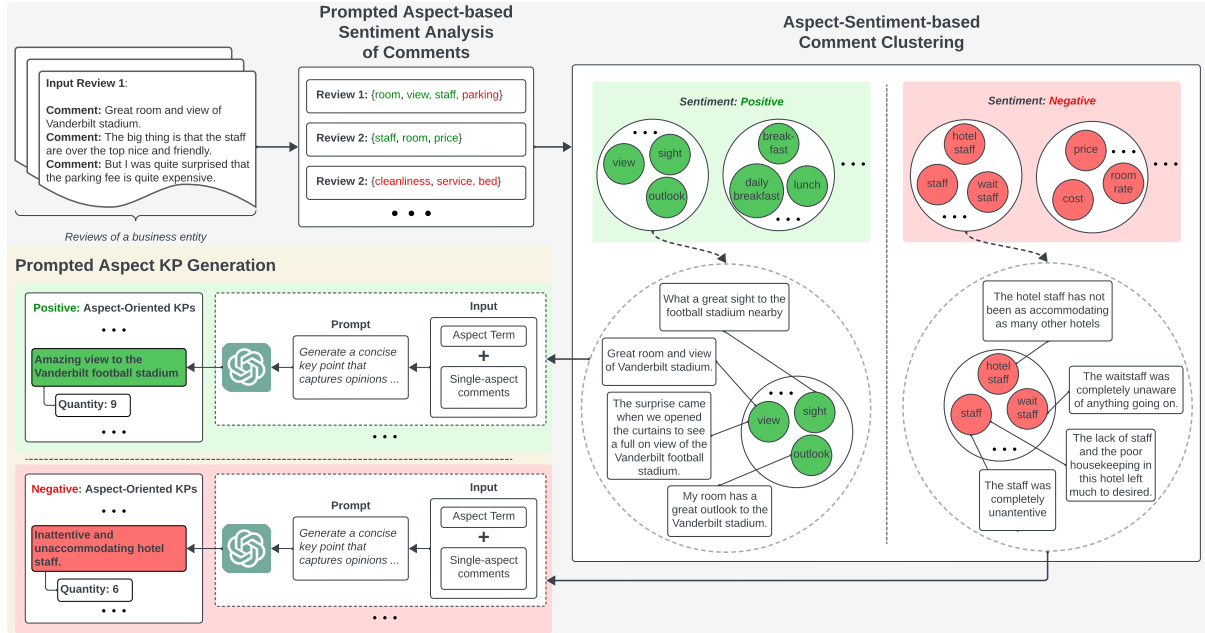 Prompted Aspect-based
Sentiment Analysis
of Comments
Aspect-Sentiment-based
Comment Clustering
Input Review 1:
Comment: Great room and view of
Vanderbilt stadium.
Comment: The big thing is that the staff
are over the top nice and friendly.
Comment: But I was quite surprised that
the parking fee is quite expensive.
Reviews of a business entity
Review 1: {room, view, staff, parking}
Review 2: {staff, room, price}
Review 2: {cleanliness, service, bed}
• • •
Sentiment: Positive
• • •
view
sight
outlook
break-
fast
daily
breakfast
lunch
• • •
• • •
Sentiment: Negative
hotel
staff
staff
wait
staff
• • •
price
• • •
room
rate
cost
• • •
What a great sight to the
football stadium nearby
Great room and view
of Vanderbilt stadium.
The surprise came
when we opened
the curtains to see
a full on view of the
Vanderbilt football
stadium.
My room has a
great outlook to the
Vanderbilt stadium.
• • •
view
sight
outlook
The hotel staff has not
been as accommodating
as many other hotels
hotel
staff
staff
wait
staff
• • •
The waitstaff was
completely unaware
of anything going on.
The lack of staff
and the poor
housekeeping in
this hotel left
much to desired.
The staff was
completely
unantentive
Prompted Aspect KP Generation
Positive: Aspect-Oriented KPs
• • •
Amazing view to the
Vanderbilt football stadium
Quantity: 9
• • •
Prompt
Generate a concise
key point that
captures opinions ...
Input
Aspect Term
+
Single-aspect
comments
• • •
Negative: Aspect-Oriented KPs
• • •
Inattentive and
unaccommodating hotel
staff.
Quantity: 6
• • •
Prompt
Generate a concise
key point that
captures opinions ...
Input
Aspect Term
+
Single-aspect
comments
• • •